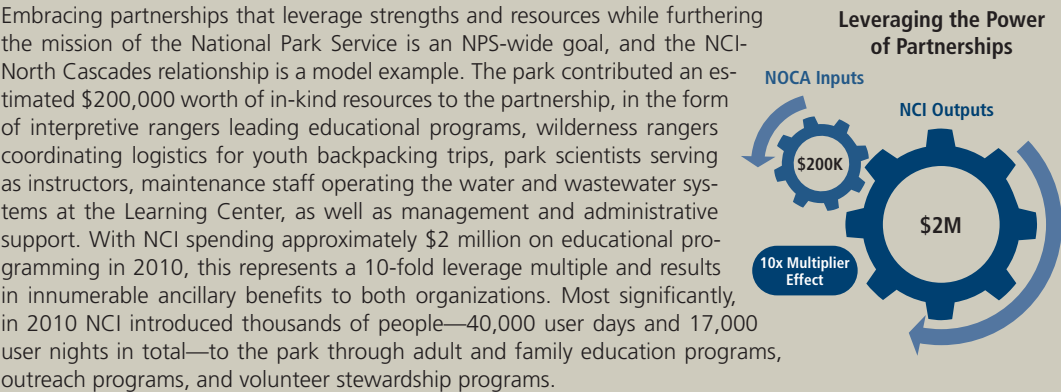 Embracing partnerships that leverage strengths and resources while furthering
the mission of the National Park Service is an NPS-wide goal, and the NCI-
North Cascades relationship is a model example. The park contributed an es-
timated $200,000 worth of in-kind resources to the partnership, in the form
of interpretive rangers leading educational programs, wilderness rangers
coordinating logistics for youth backpacking trips, park scientists serving
as instructors, maintenance staff operating the water and wastewater sys-
tems at the Learning Center, as well as management and administrative
support. With NCI spending approximately $2 million on educational pro-
gramming in 2010, this represents a 10-fold leverage multiple and results
in innumerable ancillary benefits to both organizations. Most significantly,
in 2010 NCI introduced thousands of people—40,000 user days and 17,000
user nights in total—to the park through adult and family education programs,
outreach programs, and volunteer stewardship programs.
Leveraging the Power
of Partnerships
NOCA Inputs
NCI Outputs
$200K
$2M
10x Multiplier
Effect